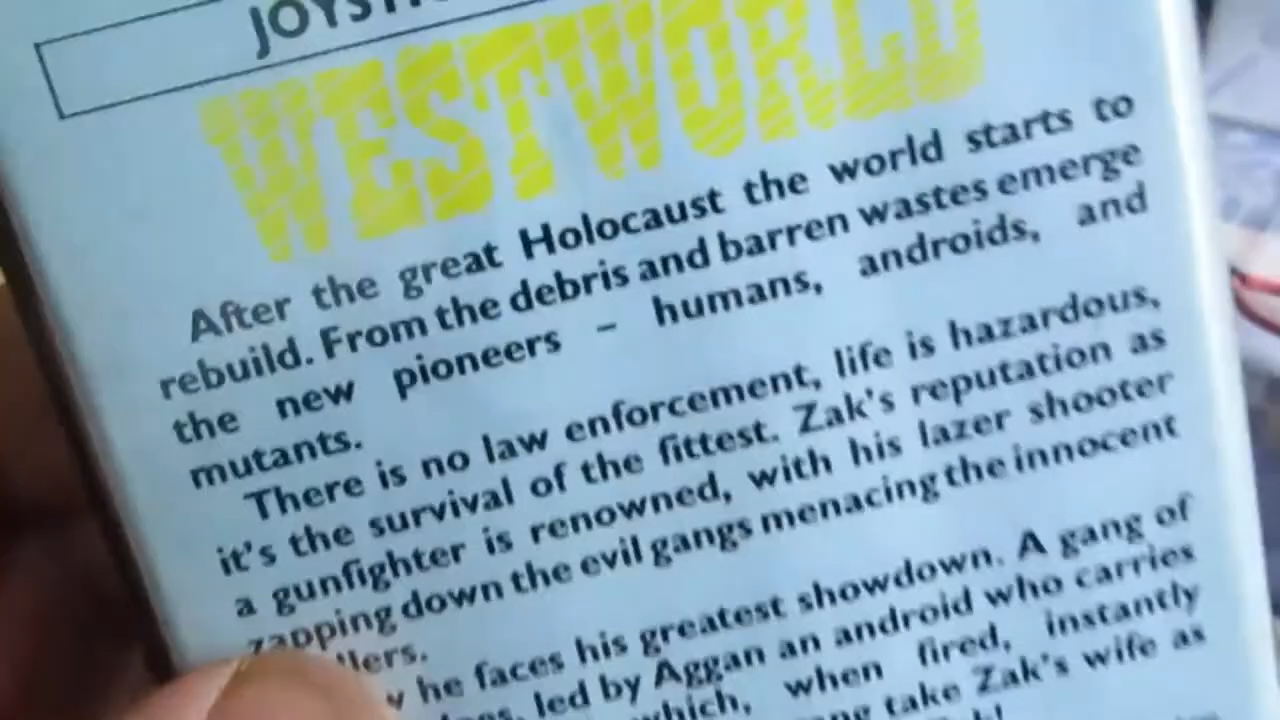 WESTWORLD
After the great Holocaust the world starts to
rebuild. From the debris and barren wastes emerge
the new pioneers – humans, androids, and
mutants.
There is no law enforcement, life is hazardous,
it's the survival of the fittest. Zak's reputation as
a gunfighter is renowned, with his lazer shooter
zapping down the evil gangs menacing the innocent
he faces his greatest showdown. A gang of
led by Aggan an android who carries
which, when fired, instantly
take Zak's wife as